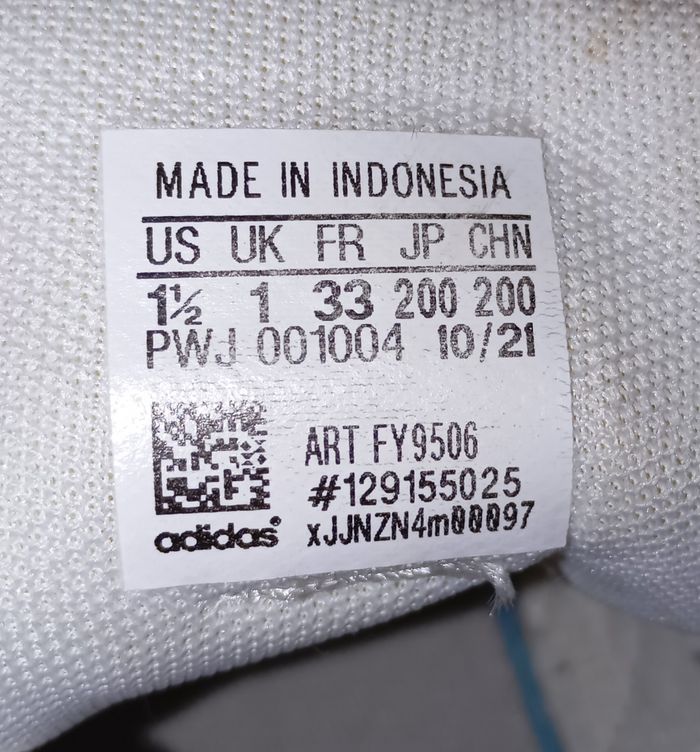 MADE IN INDONESIA
US UK FR JP CHN
1½ 1 33 200 200
PWJ 001004 10/21
ART FY9506
#129155025
adidas® xJJNZN4m00097